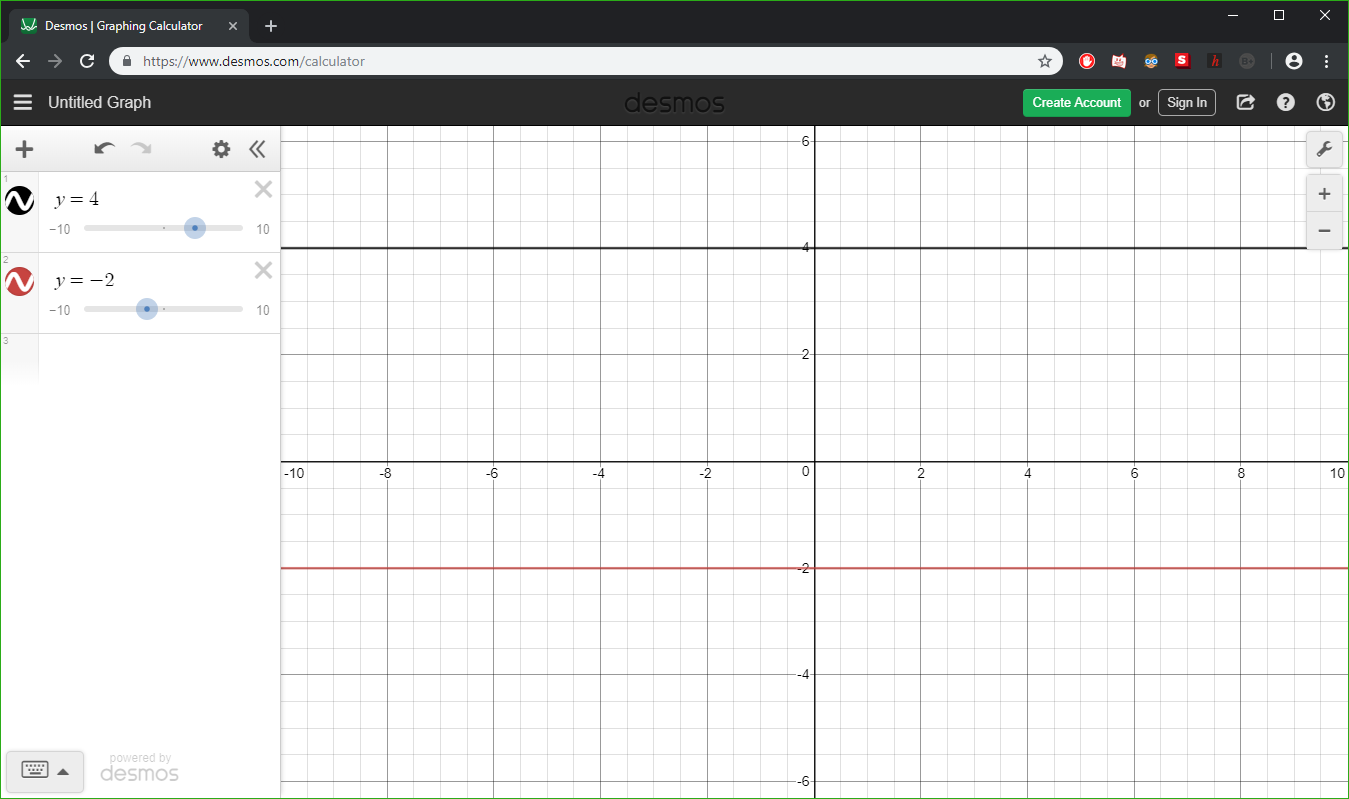 Desmos | Graphing Calculator
https://www.desmos.com/calculator
Untitled Graph
desmos
Create Account or Sign In
1
y = 4
−10 10
2
y = −2
−10 10
3
powered by
desmos
6
4
2
-10 -8 -6 -4 -2 0 2 4 6 8 10
-2
-4
-6